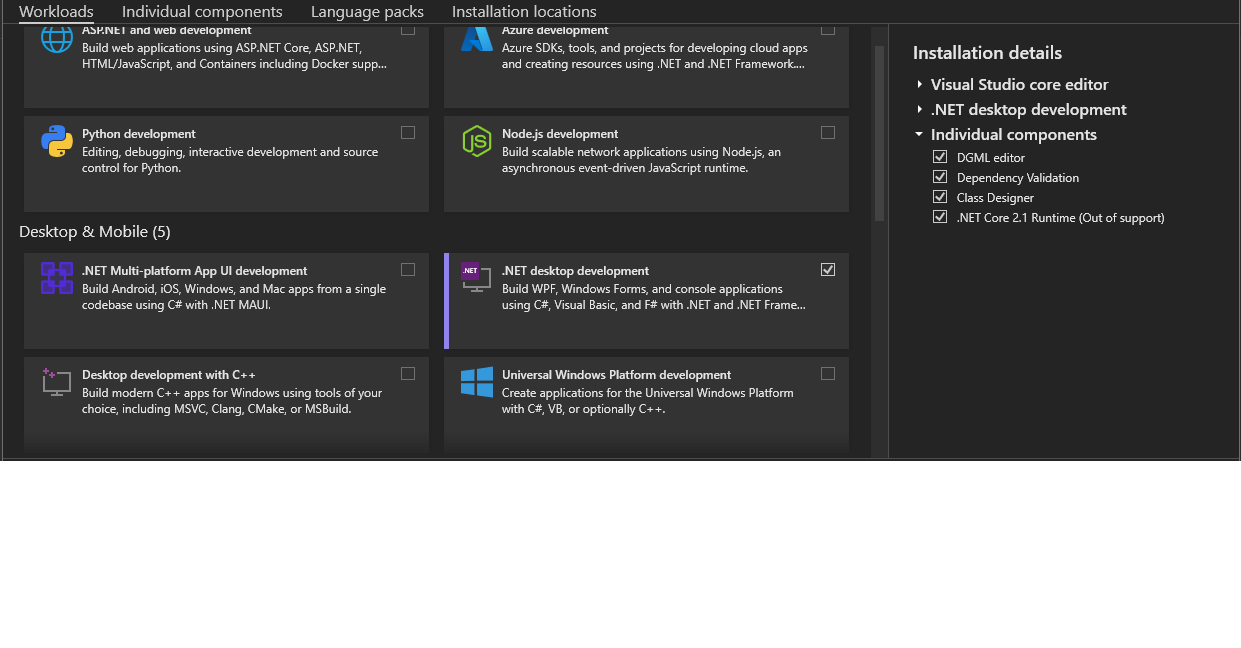 Workloads
Individual components
Language packs
Installation locations
ASP.NET and web development
Build web applications using ASP.NET Core, ASP.NET,
HTML/JavaScript, and Containers including Docker supp...
Azure development
Azure SDKs, tools, and projects for developing cloud apps
and creating resources using .NET and .NET Framework....
Python development
Editing, debugging, interactive development and source
control for Python.
JS
Node.js development
Build scalable network applications using Node.js, an
asynchronous event-driven JavaScript runtime.
Desktop & Mobile (5)
.NET Multi-platform App UI development
Build Android, iOS, Windows, and Mac apps from a single
codebase using C# with .NET MAUI.
.NET
.NET desktop development
Build WPF, Windows Forms, and console applications
using C#, Visual Basic, and F# with .NET and .NET Frame...
Desktop development with C++
Build modern C++ apps for Windows using tools of your
choice, including MSVC, Clang, CMake, or MSBuild.
Universal Windows Platform development
Create applications for the Universal Windows Platform
with C#, VB, or optionally C++.
Installation details
Visual Studio core editor
.NET desktop development
Individual components
DGML editor
Dependency Validation
Class Designer
.NET Core 2.1 Runtime (Out of support)